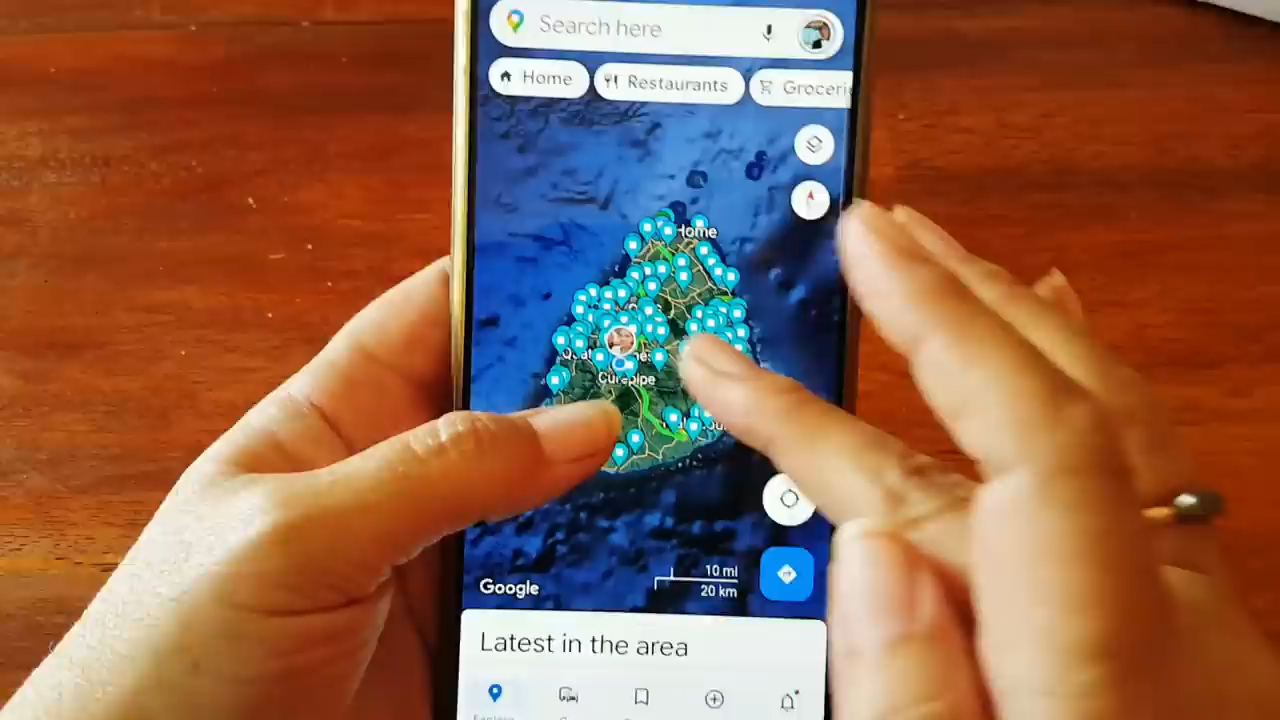 Search here
Home
Restaurants
Home
Curepipe
10 mi
20 km
Google
Latest in the area